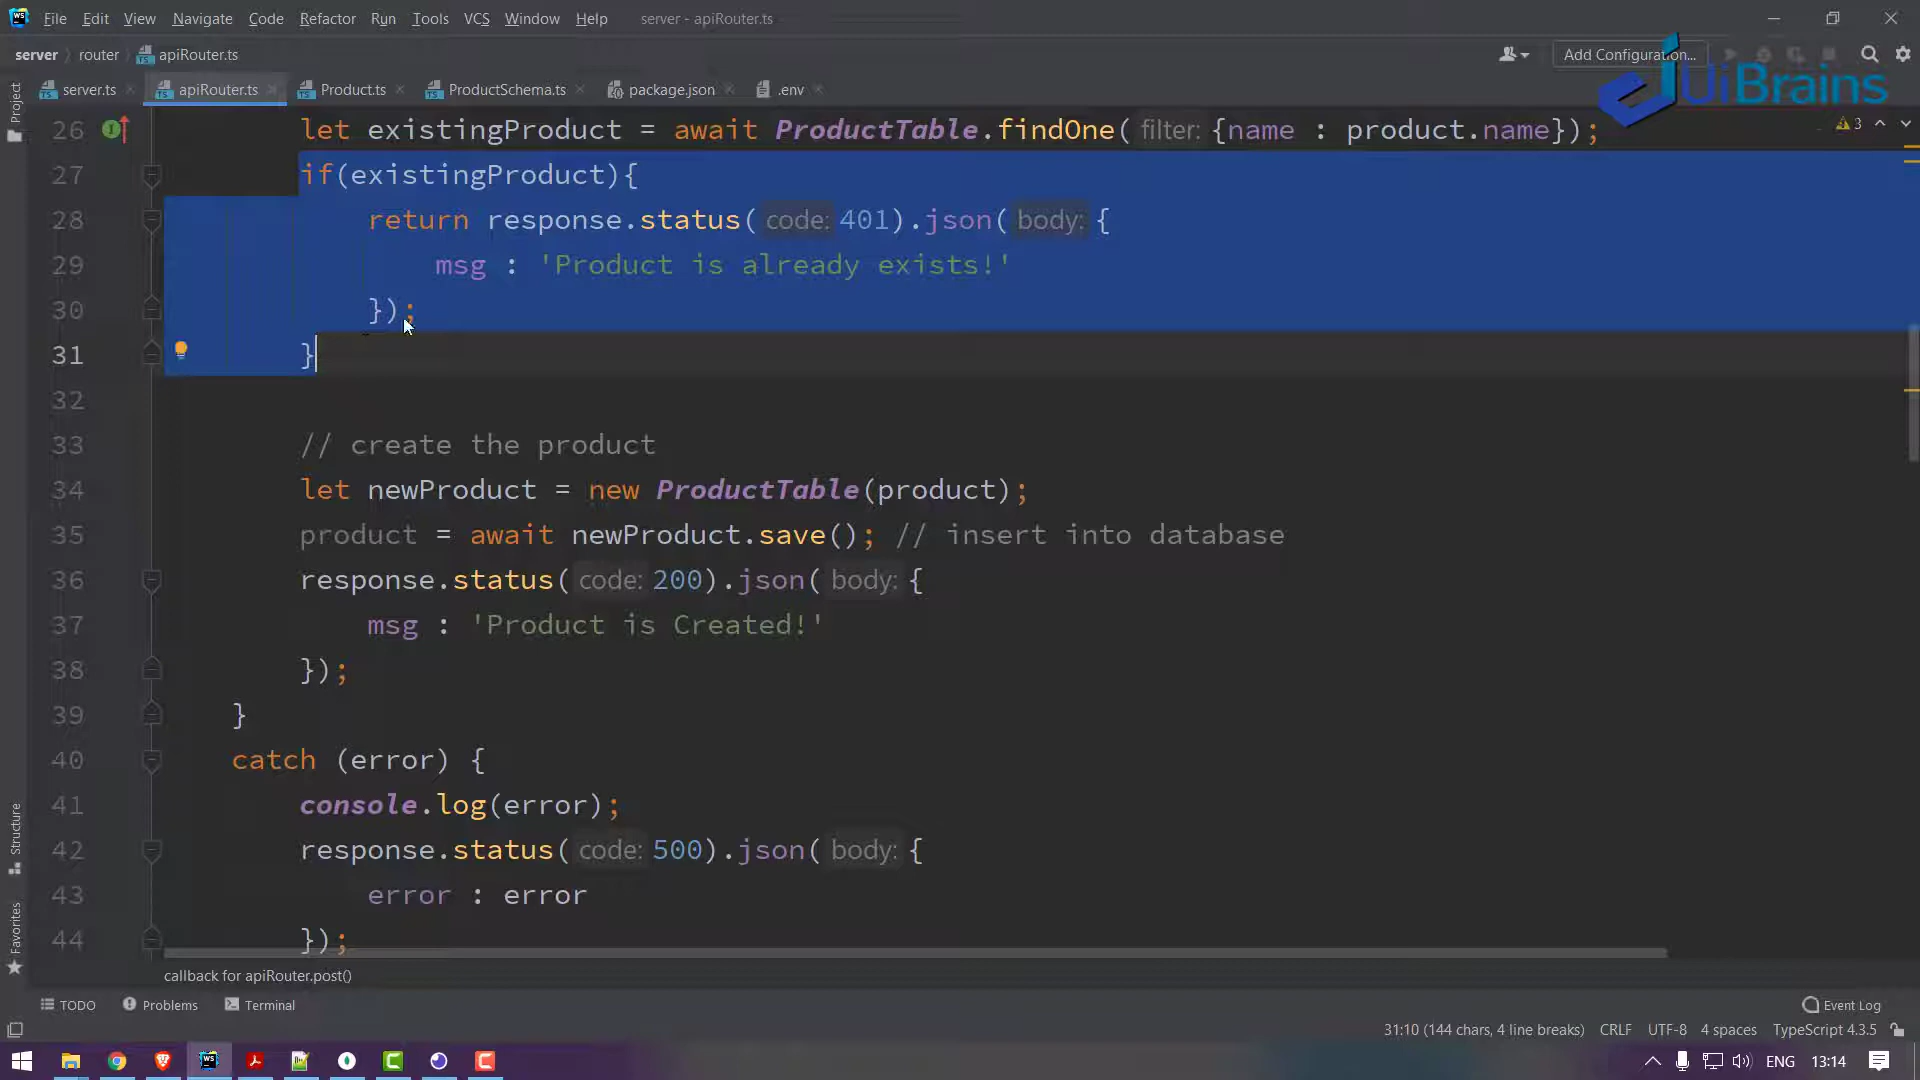 File Edit View Navigate Code Refactor Run Tools VCS Window Help server - apiRouter.ts
server router apiRouter.ts Add Configuration...
UiBrains
Project
server.ts apiRouter.ts Product.ts ProductSchema.ts package.json .env
26 let existingProduct = await ProductTable.findOne( filter: {name : product.name}); 3
27 if(existingProduct){
28 return response.status( code: 401).json( body: {
29 msg : 'Product is already exists!'
30 });
31 }
32
33 // create the product
34 let newProduct = new ProductTable(product);
35 product = await newProduct.save(); // insert into database
36 response.status( code: 200).json( body: {
37 msg : 'Product is Created!'
38 });
39 }
40 catch (error) {
41 console.log(error);
42 response.status( code: 500).json( body: {
43 error : error
44 });
Structure
Favorites
callback for apiRouter.post()
TODO Problems Terminal Event Log
31:10 (144 chars, 4 line breaks) CRLF UTF-8 4 spaces TypeScript 4.3.5
ENG 13:14